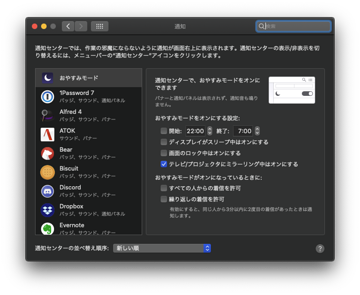 通知
検索
通知センターでは、作業の邪魔にならないように通知が画面右上に表示されます。通知センターの表示/非表示を切
り替えるには、メニューバーの"通知センター"アイコンをクリックします。
おやすみモード
1Password 7
バッジ、サウンド、通知パネル
Alfred 4
バッジ、サウンド、バナー
ATOK
サウンド、バナー
Bear
バッジ、サウンド、バナー
Biscuit
バッジ、サウンド、バナー
Discord
バッジ、サウンド、バナー
Dropbox
バッジ、サウンド、バナー
Evernote
バッジ、サウンド、バナー
通知センターで、おやすみモードをオンに
できます
バナーと通知パネルは表示されず、通知音も鳴り
ません。
おやすみモードをオンにする設定:
開始: 22:00 終了: 7:00
ディスプレイがスリープ中はオンにする
画面のロック中はオンにする
テレビ/プロジェクタにミラーリング中はオンにする
おやすみモードがオンになっているときに:
すべての人からの着信を許可
繰り返しの着信を許可
有効にすると、同じ人から3分以内に2度目の着信があったときは通
知します。
通知センターの並べ替え順序: 新しい順
?